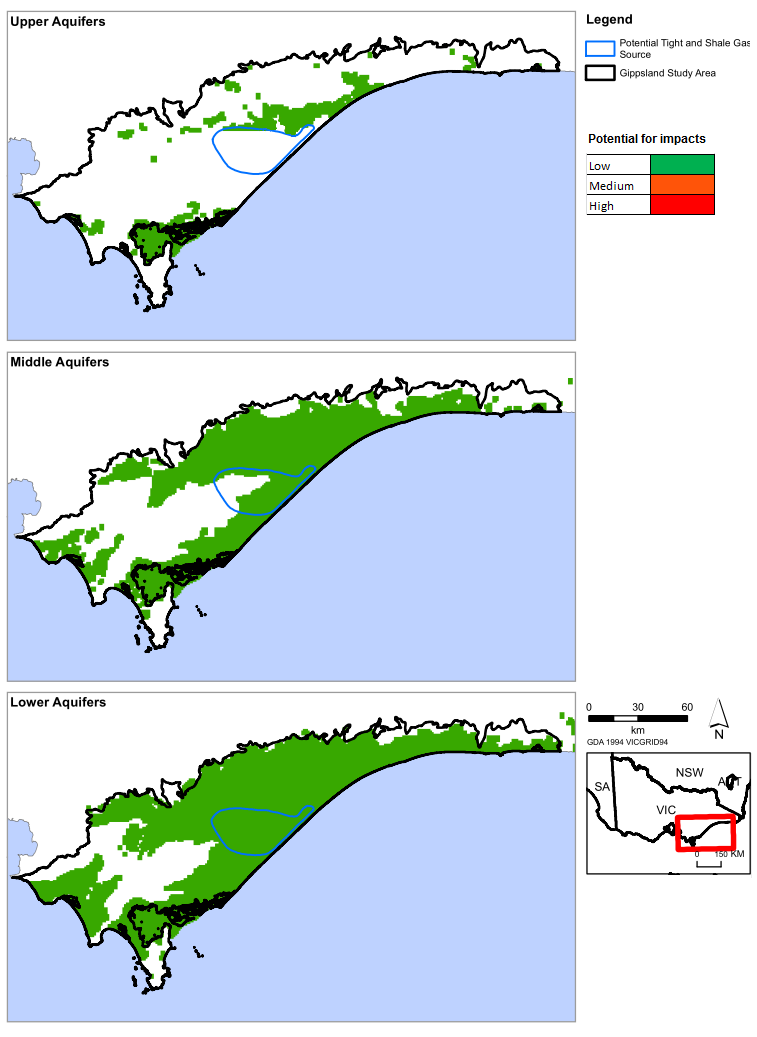 Upper Aquifers
Legend
Potential Tight and Shale Gas
Source
Gippsland Study Area
Potential for impacts
Low
Medium
High
Middle Aquifers
Lower Aquifers
0 30 60
km
GDA 1994 VICGRID94
N
SA
NSW
ACT
VIC
0 150 KM